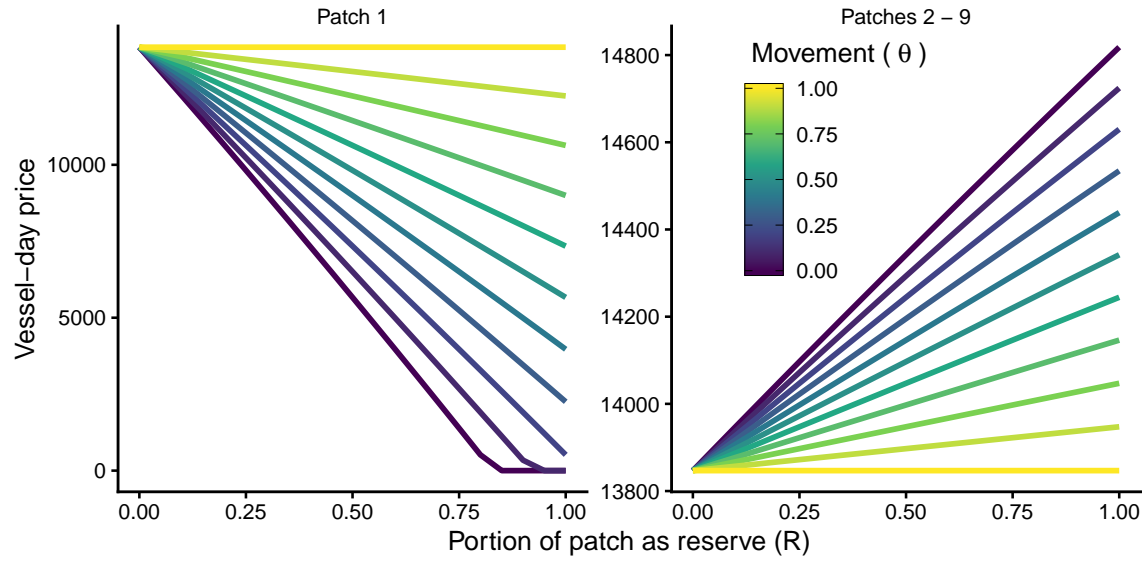 Patch 1
Patches 2 − 9
Vessel−day price
10000
5000
0
0.00 0.25 0.50 0.75 1.00
14800
14600
14400
14200
14000
13800
0.00 0.25 0.50 0.75 1.00
Movement ( θ )
1.00
0.75
0.50
0.25
0.00
Portion of patch as reserve (R)